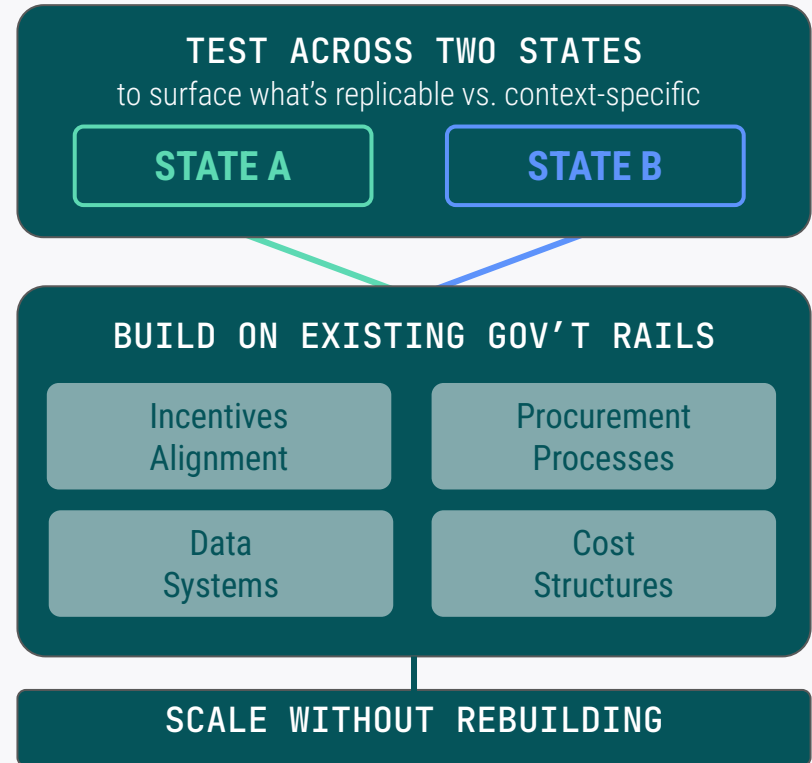 TEST ACROSS TWO STATES
to surface what’s replicable vs. context-specific
STATE A
STATE B
BUILD ON EXISTING GOV’T RAILS
Incentives
Alignment
Procurement
Processes
Data
Systems
Cost
Structures
SCALE WITHOUT REBUILDING